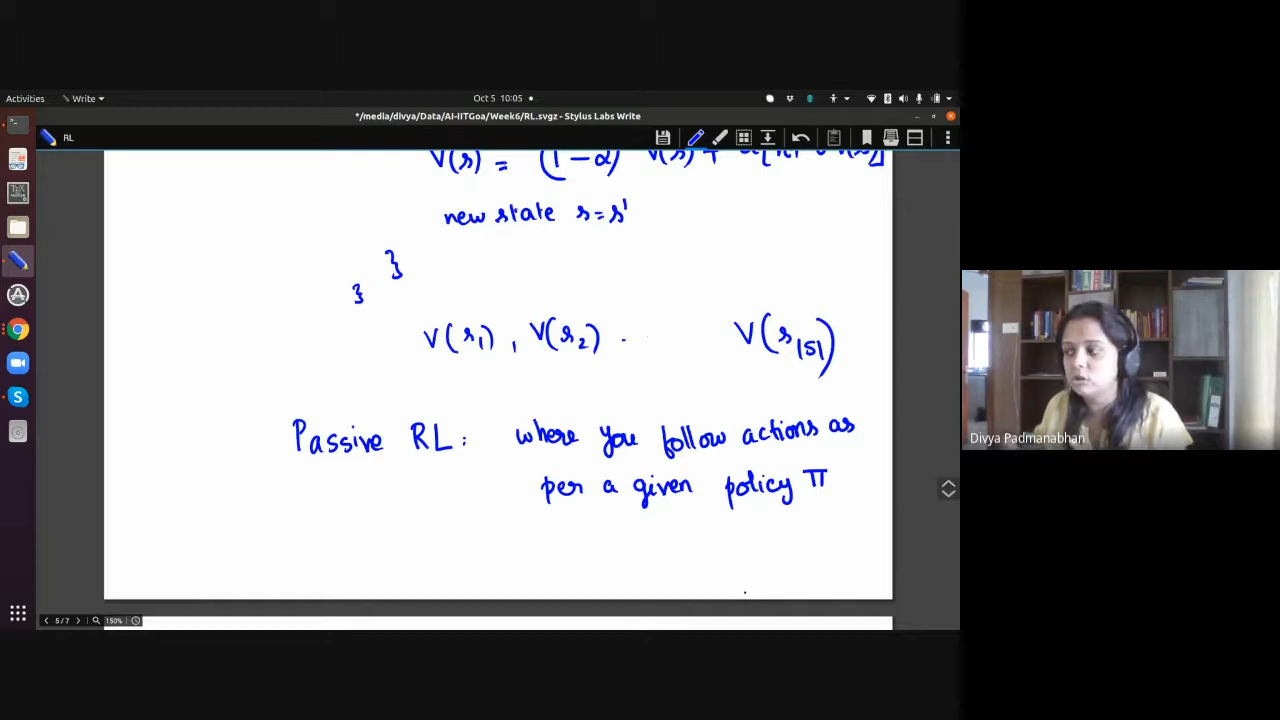 Activities Write Oct 5 10:05
*/media/divya/Data/AI-IITGoa/Week6/RL.svgz - Stylus Labs Write
RL
V(s) = (1-α) V(s) +
new state s = s'
}
}
V(s₁), V(s₂) . V(s|S|)
Passive RL: where you follow actions as
per a given policy π
Divya Padmanabhan
5/7 150%